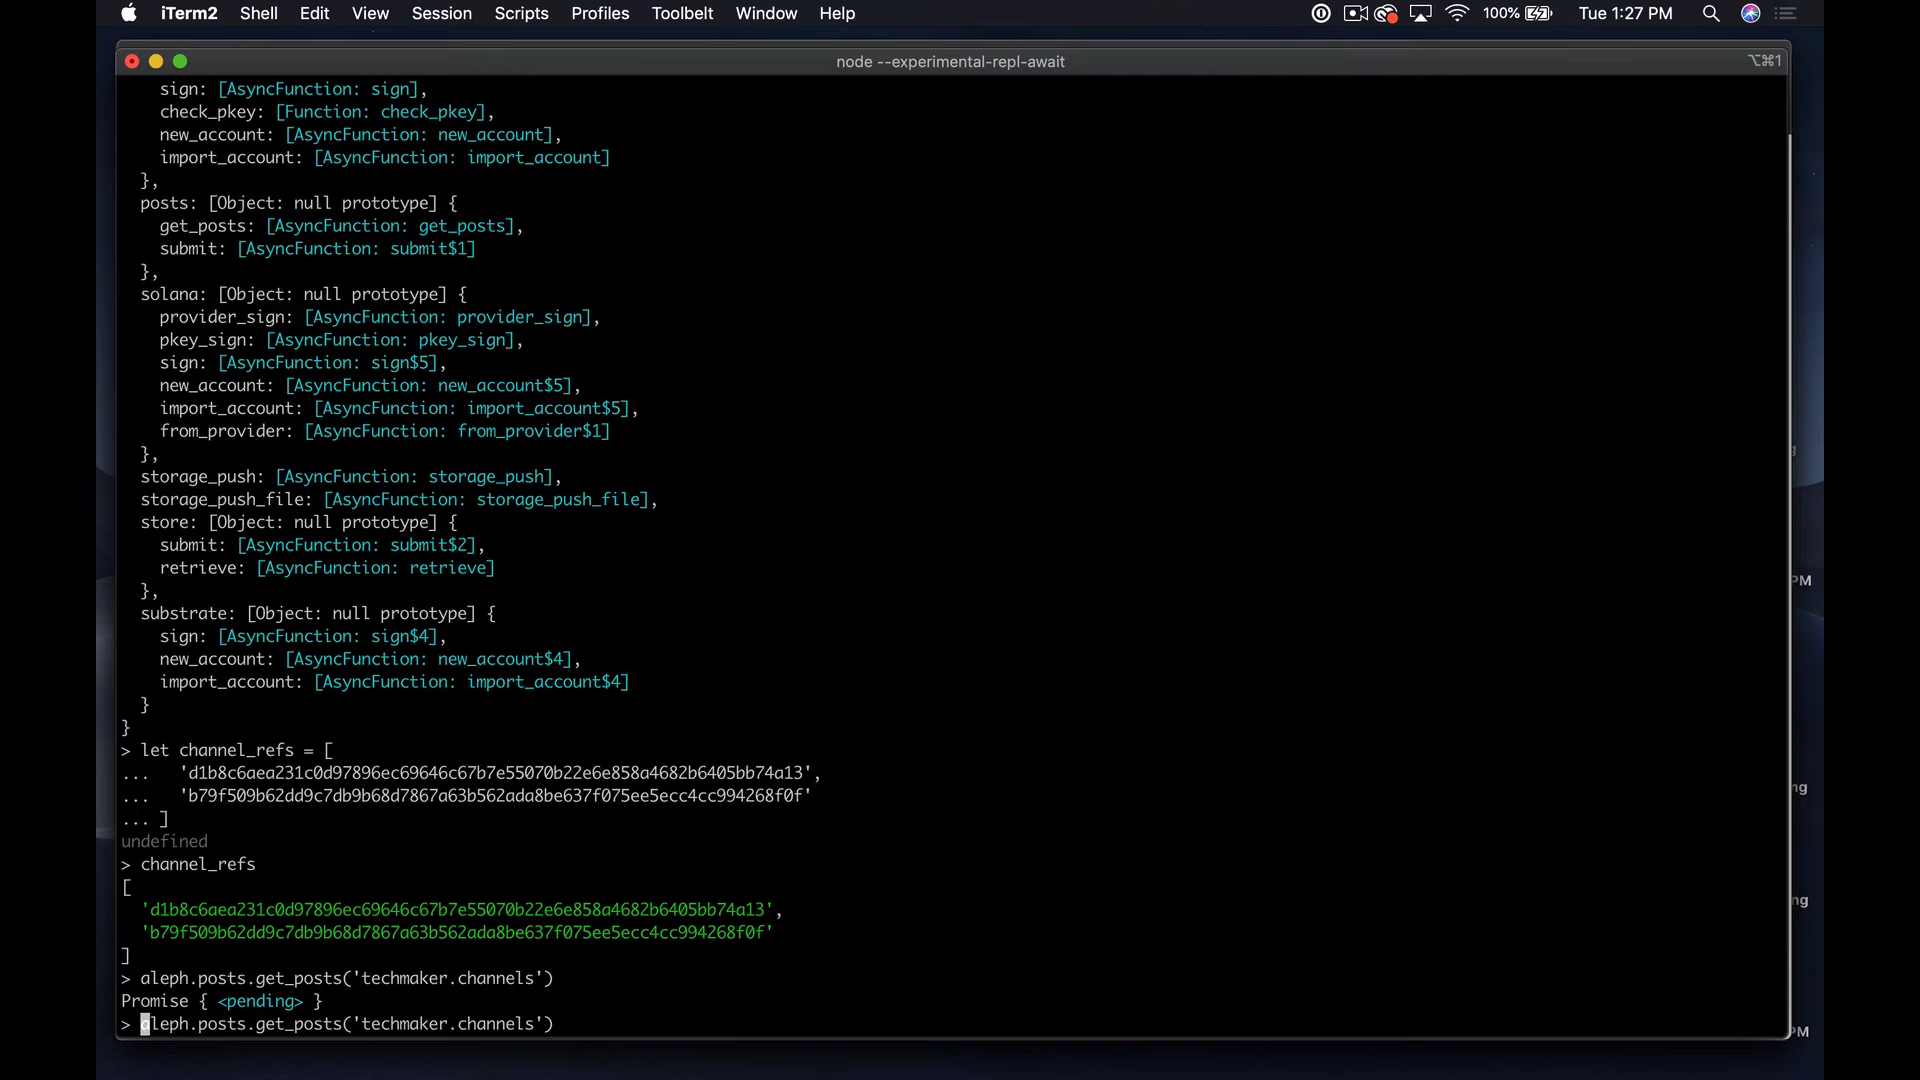 iTerm2 Shell Edit View Session Scripts Profiles Toolbelt Window Help 100% Tue 1:27 PM
node --experimental-repl-await ⌥⌘1
sign: [AsyncFunction: sign],
check_pkey: [Function: check_pkey],
new_account: [AsyncFunction: new_account],
import_account: [AsyncFunction: import_account]
},
posts: [Object: null prototype] {
get_posts: [AsyncFunction: get_posts],
submit: [AsyncFunction: submit$1]
},
solana: [Object: null prototype] {
provider_sign: [AsyncFunction: provider_sign],
pkey_sign: [AsyncFunction: pkey_sign],
sign: [AsyncFunction: sign$5],
new_account: [AsyncFunction: new_account$5],
import_account: [AsyncFunction: import_account$5],
from_provider: [AsyncFunction: from_provider$1]
},
storage_push: [AsyncFunction: storage_push],
storage_push_file: [AsyncFunction: storage_push_file],
store: [Object: null prototype] {
submit: [AsyncFunction: submit$2],
retrieve: [AsyncFunction: retrieve]
},
substrate: [Object: null prototype] {
sign: [AsyncFunction: sign$4],
new_account: [AsyncFunction: new_account$4],
import_account: [AsyncFunction: import_account$4]
}
}
> let channel_refs = [
... 'd1b8c6aea231c0d97896ec69646c67b7e55070b22e6e858a4682b6405bb74a13',
... 'b79f509b62dd9c7db9b68d7867a63b562ada8be637f075ee5ecc4cc994268f0f'
... ]
undefined
> channel_refs
[
'd1b8c6aea231c0d97896ec69646c67b7e55070b22e6e858a4682b6405bb74a13',
'b79f509b62dd9c7db9b68d7867a63b562ada8be637f075ee5ecc4cc994268f0f'
]
> aleph.posts.get_posts('techmaker.channels')
Promise { <pending> }
> aleph.posts.get_posts('techmaker.channels')
PM
ng
ng
PM